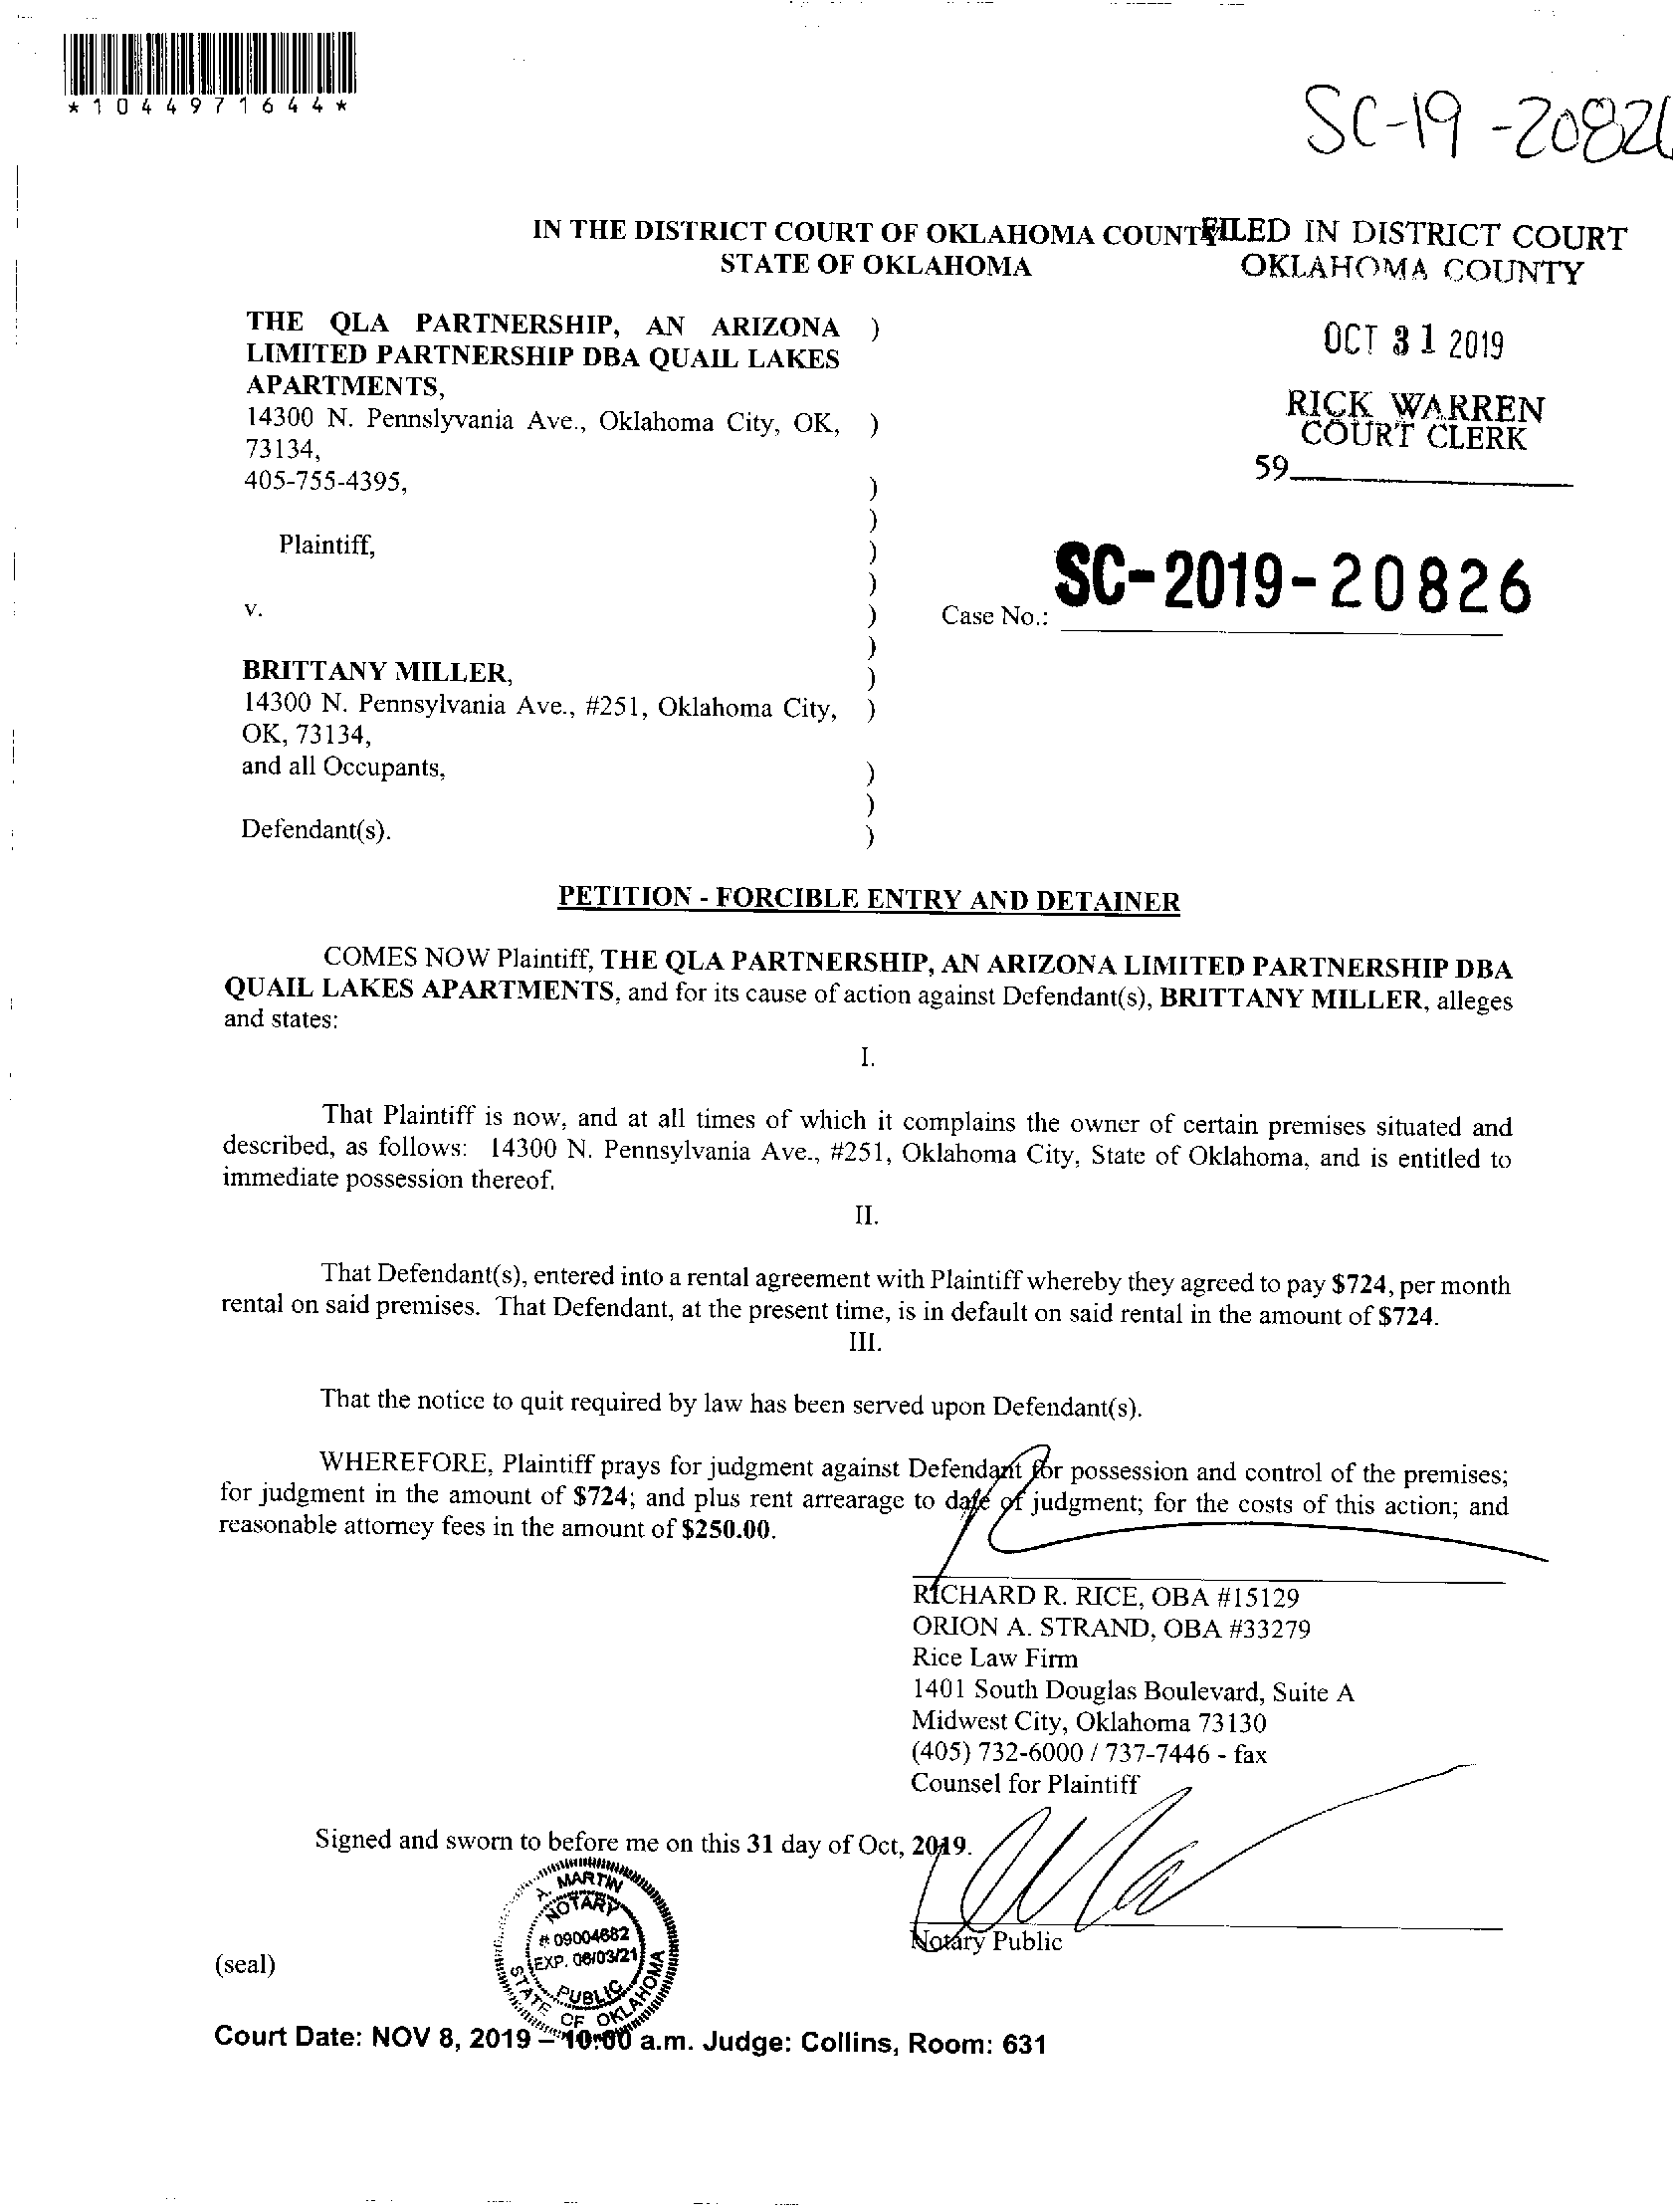 *1044971644*
SC-19-20826
IN THE DISTRICT COURT OF OKLAHOMA COUNTY
STATE OF OKLAHOMA
FILED IN DISTRICT COURT
OKLAHOMA COUNTY
OCT 31 2019
RICK WARREN
COURT CLERK
59
THE QLA PARTNERSHIP, AN ARIZONA )
LIMITED PARTNERSHIP DBA QUAIL LAKES
APARTMENTS,
14300 N. Pennslyvania Ave., Oklahoma City, OK, )
73134,
405-755-4395, )
)
Plaintiff, )
)
v. )
)
Case No.: SC-2019-20826
BRITTANY MILLER, )
14300 N. Pennsylvania Ave., #251, Oklahoma City, )
OK, 73134,
and all Occupants, )
)
Defendant(s). )
PETITION - FORCIBLE ENTRY AND DETAINER
COMES NOW Plaintiff, THE QLA PARTNERSHIP, AN ARIZONA LIMITED PARTNERSHIP DBA
QUAIL LAKES APARTMENTS, and for its cause of action against Defendant(s), BRITTANY MILLER, alleges
and states:
I.
That Plaintiff is now, and at all times of which it complains the owner of certain premises situated and
described, as follows: 14300 N. Pennsylvania Ave., #251, Oklahoma City, State of Oklahoma, and is entitled to
immediate possession thereof.
II.
That Defendant(s), entered into a rental agreement with Plaintiff whereby they agreed to pay $724, per month
rental on said premises. That Defendant, at the present time, is in default on said rental in the amount of $724.
III.
That the notice to quit required by law has been served upon Defendant(s).
WHEREFORE, Plaintiff prays for judgment against Defendant for possession and control of the premises;
for judgment in the amount of $724; and plus rent arrearage to date of judgment; for the costs of this action; and
reasonable attorney fees in the amount of $250.00.
RICHARD R. RICE, OBA #15129
ORION A. STRAND, OBA #33279
Rice Law Firm
1401 South Douglas Boulevard, Suite A
Midwest City, Oklahoma 73130
(405) 732-6000 / 737-7446 - fax
Counsel for Plaintiff
Signed and sworn to before me on this 31 day of Oct, 2019.
A. MARTIN
NOTARY
# 09004682
EXP. 06/03/21
PUBLIC
STATE OF OKLAHOMA
Notary Public
(seal)
Court Date: NOV 8, 2019 – 10:00 a.m. Judge: Collins, Room: 631